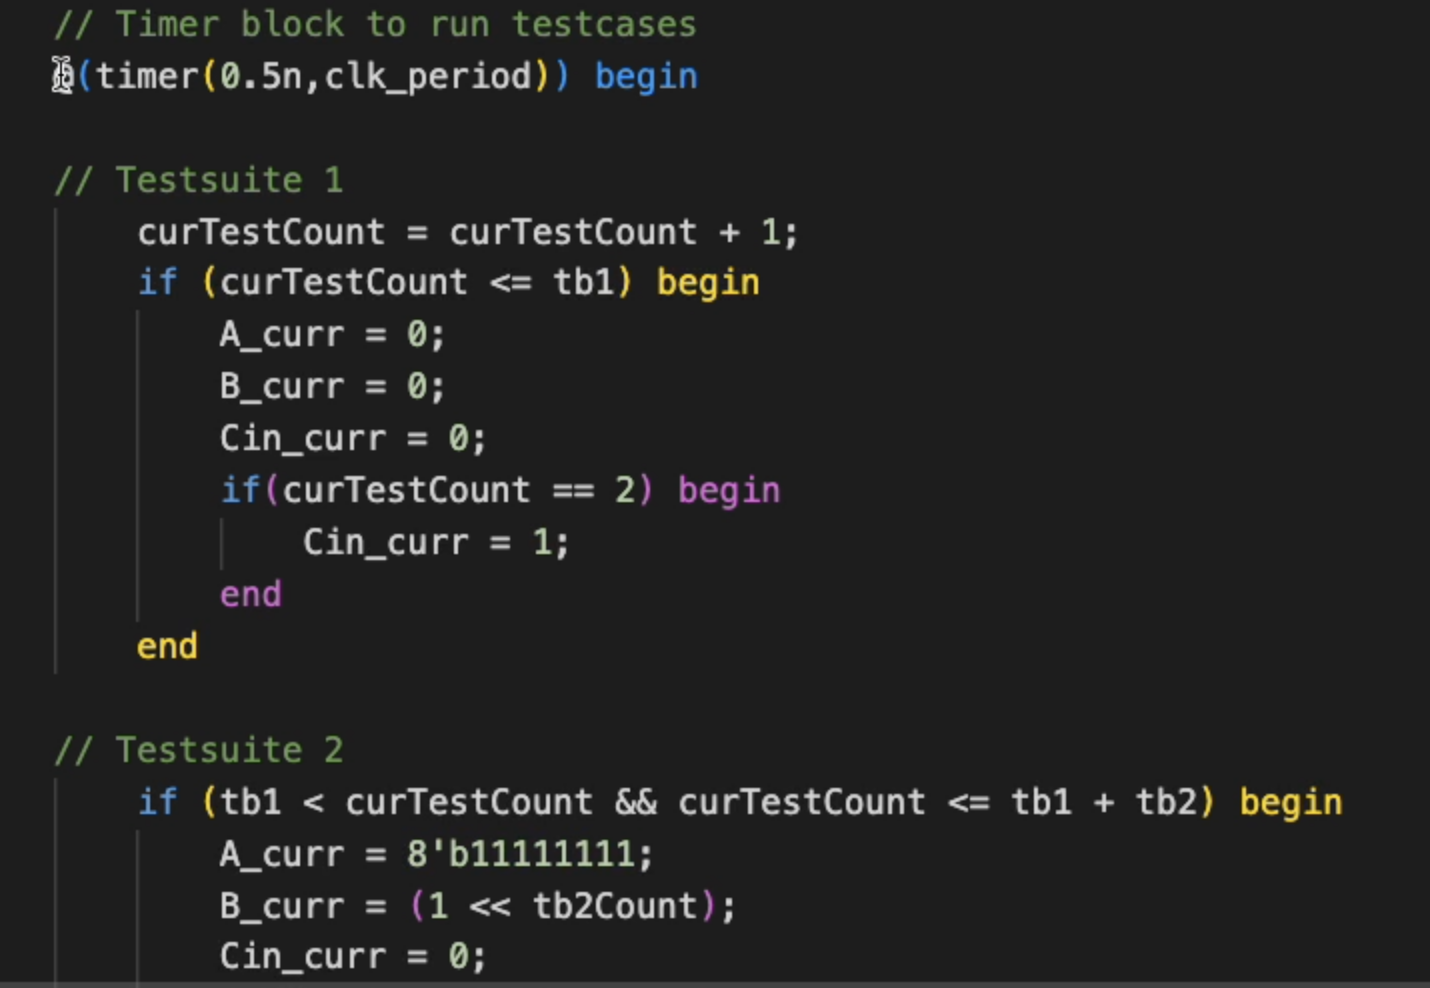 // Timer block to run testcases
@(timer(0.5n,clk_period)) begin
// Testsuite 1
curTestCount = curTestCount + 1;
if (curTestCount <= tb1) begin
A_curr = 0;
B_curr = 0;
Cin_curr = 0;
if(curTestCount == 2) begin
Cin_curr = 1;
end
end
// Testsuite 2
if (tb1 < curTestCount && curTestCount <= tb1 + tb2) begin
A_curr = 8'b11111111;
B_curr = (1 << tb2Count);
Cin_curr = 0;